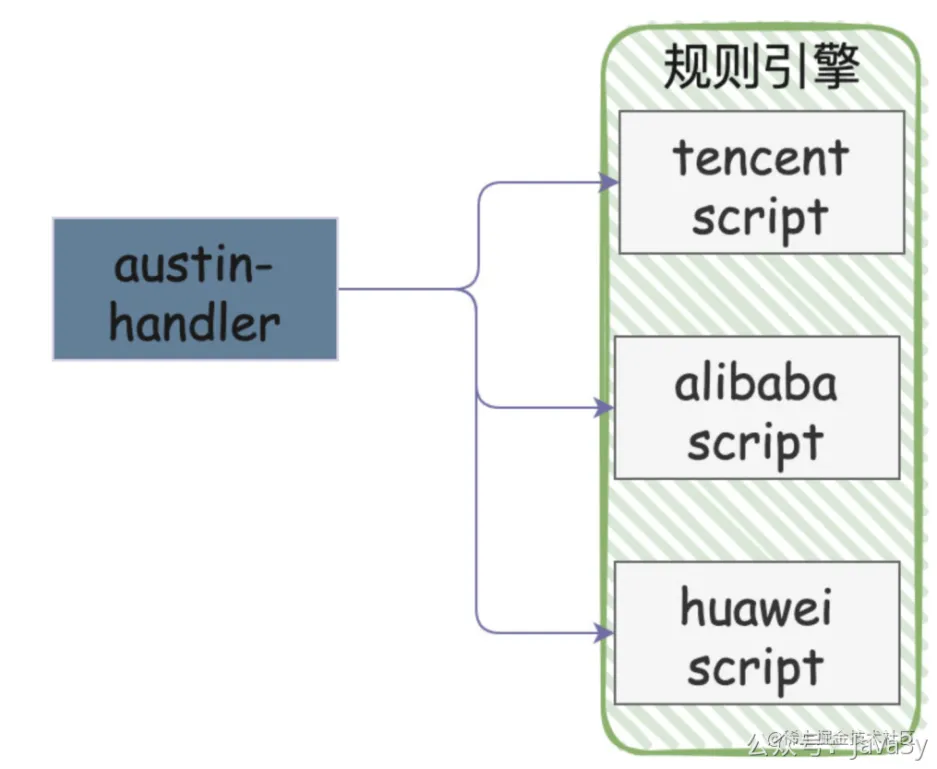 规则引擎
tencent
script
austin-
handler
alibaba
script
huawei
script
@稀土掘金技术社区
公众号：java3y